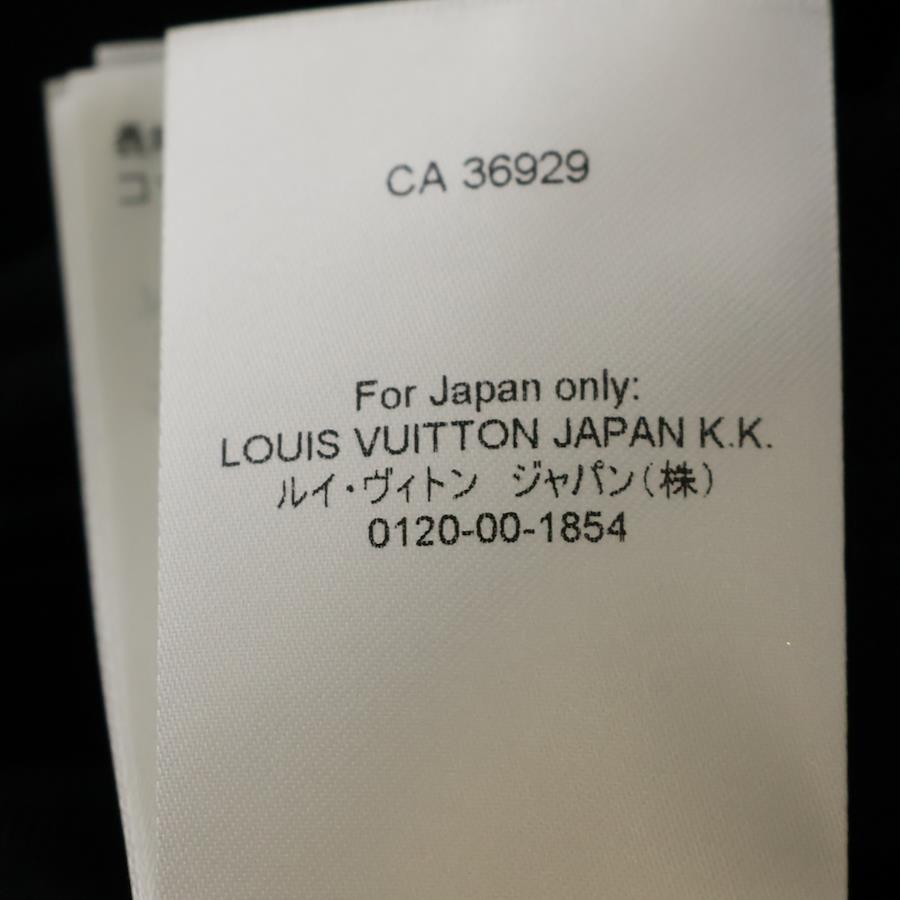 CA 36929
For Japan only:
LOUIS VUITTON JAPAN K.K.
ルイ・ヴィトン　ジャパン(株)
0120-00-1854